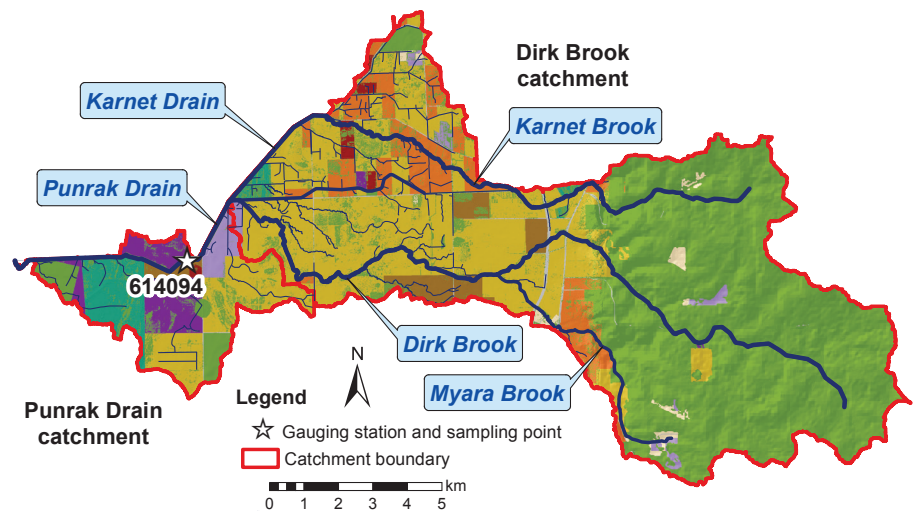 Dirk Brook
catchment
Karnet Drain
Karnet Brook
Punrak Drain
614094
Dirk Brook
Myara Brook
Punrak Drain
catchment
N
Legend
Gauging station and sampling point
Catchment boundary
km
0 1 2 3 4 5